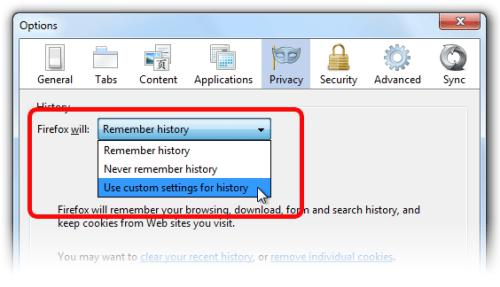 Options
General Tabs Content Applications Privacy Security Advanced Sync
History
Firefox will: Remember history
Remember history
Never remember history
Use custom settings for history
Firefox will remember your browsing, download, form and search history, and
keep cookies from Web sites you visit.
You may want to clear your recent history, or remove individual cookies.